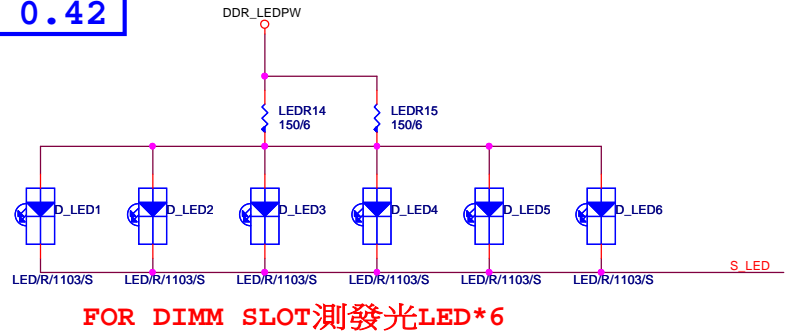 0.42
DDR_LEDPW
LEDR14
150/6
LEDR15
150/6
D_LED1
D_LED2
D_LED3
D_LED4
D_LED5
D_LED6
LED/R/1103/S
LED/R/1103/S
LED/R/1103/S
LED/R/1103/S
LED/R/1103/S
LED/R/1103/S
S_LED
FOR DIMM SLOT測發光LED*6